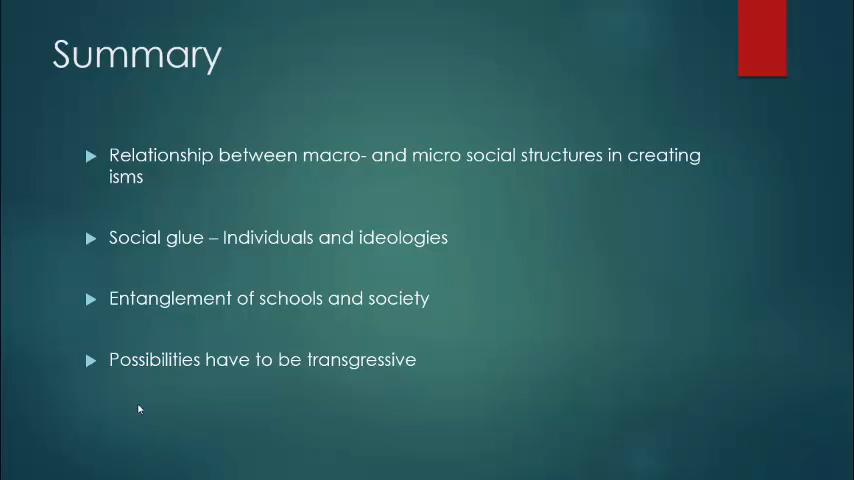 Summary
Relationship between macro- and micro social structures in creating
isms
Social glue – Individuals and ideologies
Entanglement of schools and society
Possibilities have to be transgressive